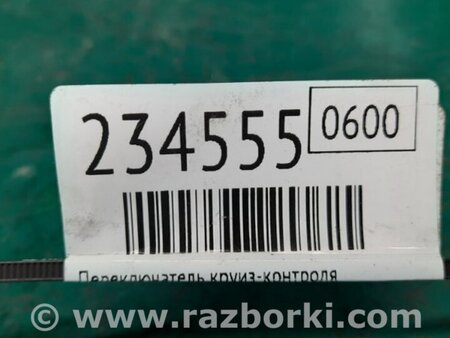 234555
0600
Переключатель круиз-контроля
© www.razborki.com